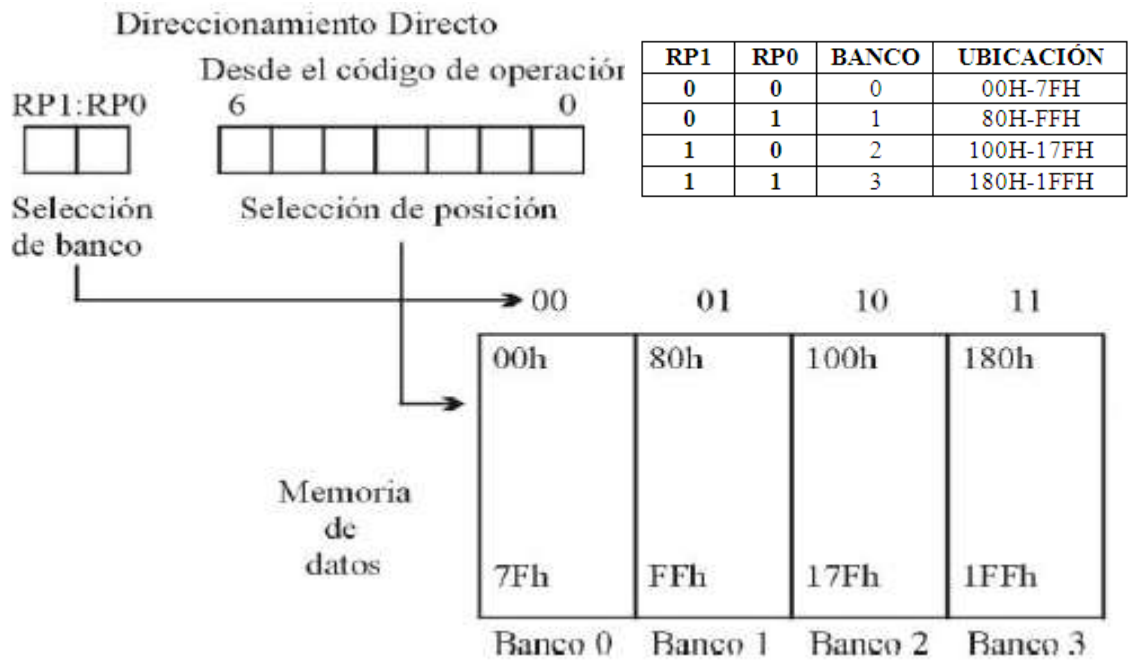 Direccionamiento Directo
Desde el código de operación
RP1:RP0 6 0
Selección de banco
Selección de posición
RP1 RP0 BANCO UBICACIÓN
0 0 0 00H-7FH
0 1 1 80H-FFH
1 0 2 100H-17FH
1 1 3 180H-1FFH
00 01 10 11
00h 80h 100h 180h
Memoria
de
datos
7Fh FFh 17Fh 1FFh
Banco 0 Banco 1 Banco 2 Banco 3